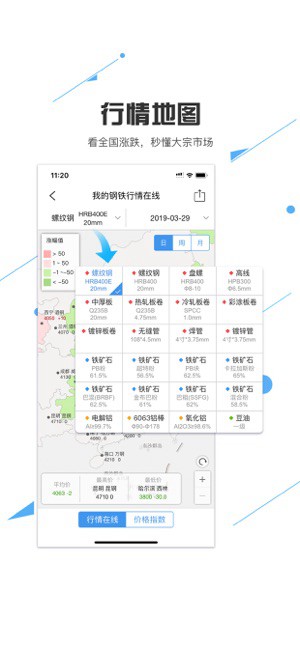 行情地图
看全国涨跌，秒懂大宗市场
11:20
我的钢铁行情在线
螺纹钢 HRB400E 20mm 2019-03-29
涨幅值
> 50
1 ~ 50
-1 ~ -50
< -50
日 周 月
螺纹钢 螺纹钢 盘螺 高线
HRB400E HRB400 HRB400 HPB300
20mm 20mm Φ8-10 Φ6.5mm
中厚板 热轧板卷 冷轧板卷 彩涂板卷
Q235B Q235B SPCC
20mm 4.75mm 1.0mm
镀锌板卷 无缝管 焊管 镀锌管
108*4.5mm 4寸*3.75mm 4寸*3.75mm
铁矿石 铁矿石 铁矿石 铁矿石
PB粉 超特粉 PB块 卡拉加斯粉
61.5% 56.5% 62.5% 65%
铁矿石 铁矿石 铁矿石 铁矿石
巴混(BRBF) 金布巴粉 巴粗(SSFG) 混合粉
62.5% 61% 62% 58.5%
电解铝 6063铝棒 氧化铝 豆油
Al≥99.7% Φ90-Φ178 Al2O3≥98.6% 一级
海口 万钢
4210 0
平均价 最高价 最低价
4063 -2 昆明 昆钢 哈尔滨 西林
4710 0 3800 -30.0
行情在线 价格指数